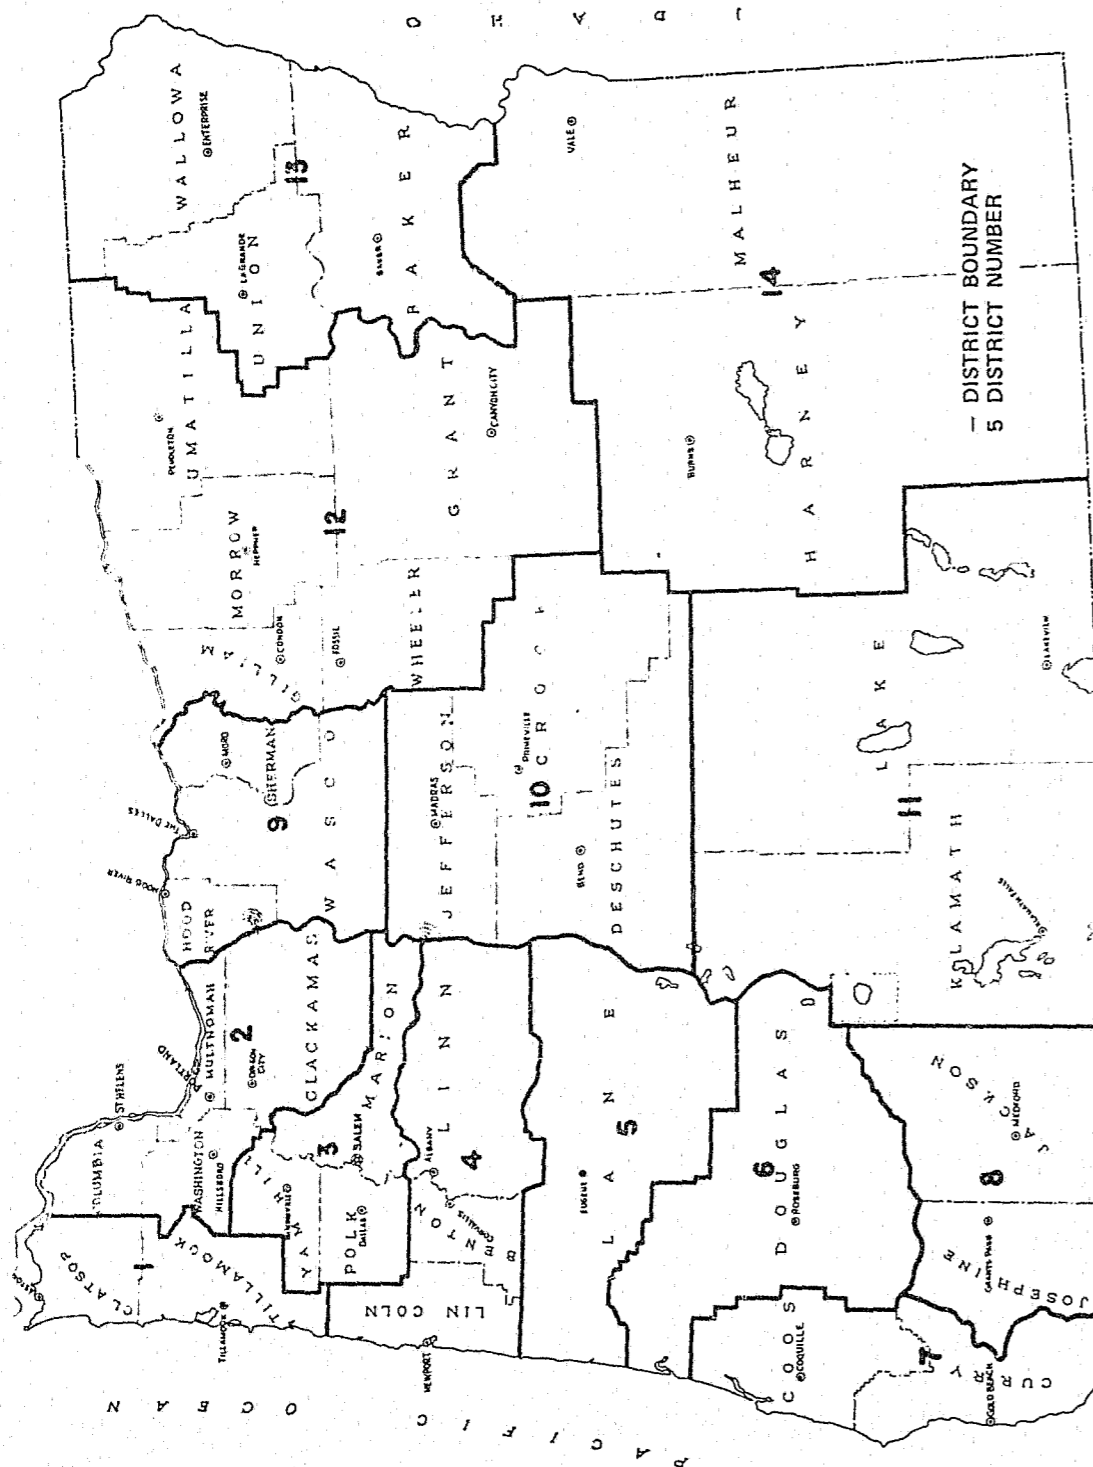 IDAHO
PACIFIC OCEAN
WALLOWA
ENTERPRISE
13
UNION
LAGRANDE
BAKER
BAKER
UMATILLA
PENDLETON
MORROW
HEPPNER
12
GILLIAM
CONDON
FOSSIL
WHEELER
GRANT
CANYON CITY
MALHEUR
VALE
14
HARNEY
BURNS
SHERMAN
MORO
9
WASCO
THE DALLES
HOOD RIVER
HOOD
RIVER
JEFFERSON
MADRAS
10
CROOK
PRINEVILLE
DESCHUTES
BEND
LAKE
LAKEVIEW
11
KLAMATH
KLAMATH FALLS
MULTNOMAH
PORTLAND
2
CLACKAMAS
OREGON
CITY
COLUMBIA
ST HELENS
WASHINGTON
HILLSBORO
CLATSOP
1
TILLAMOOK
TILLAMOOK
YAMHILL
3
MARION
SALEM
POLK
DALLAS
LINN
ALBANY
4
BENTON
CORVALLIS
LINCOLN
NEWPORT
LANE
EUGENE
5
DOUGLAS
ROSEBURG
6
COOS
COQUILLE
7
CURRY
GOLD BEACH
JOSEPHINE
GRANTS PASS
8
JACKSON
MEDFORD
— DISTRICT BOUNDARY
5 DISTRICT NUMBER